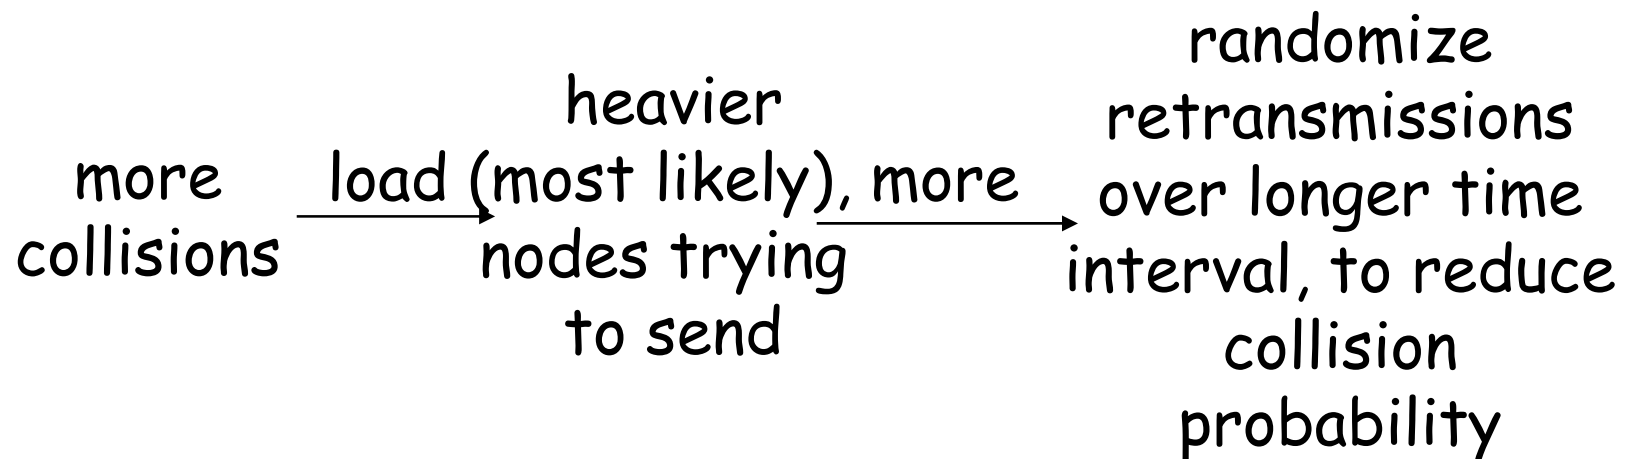 more
collisions
heavier
load (most likely), more
nodes trying
to send
randomize
retransmissions
over longer time
interval, to reduce
collision
probability